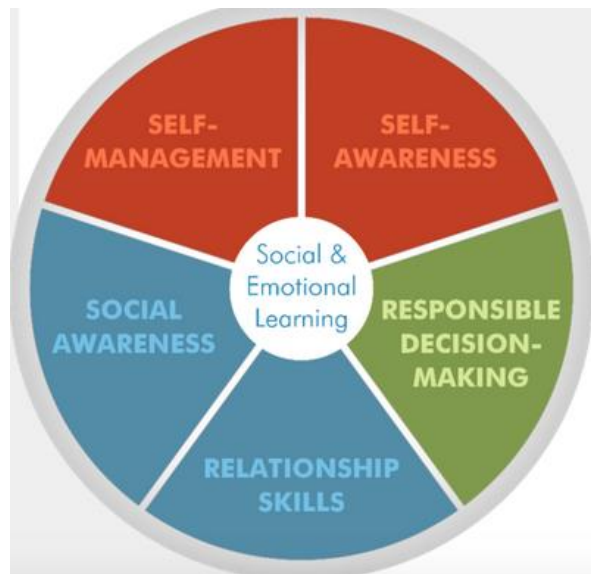 SELF-
MANAGEMENT
SELF-
AWARENESS
Social &
Emotional
Learning
SOCIAL
AWARENESS
RESPONSIBLE
DECISION-
MAKING
RELATIONSHIP
SKILLS